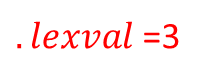 . lexval =3